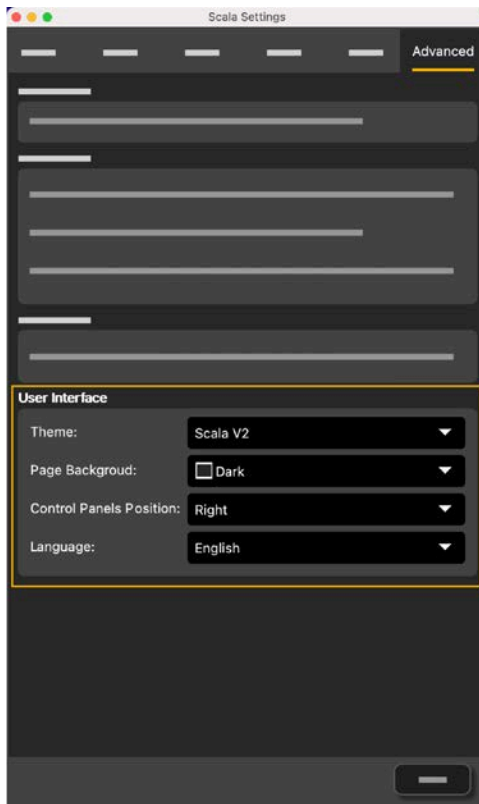 Scala Settings
Advanced
User Interface
Theme: Scala V2
Page Backgroud: Dark
Control Panels Position: Right
Language: English